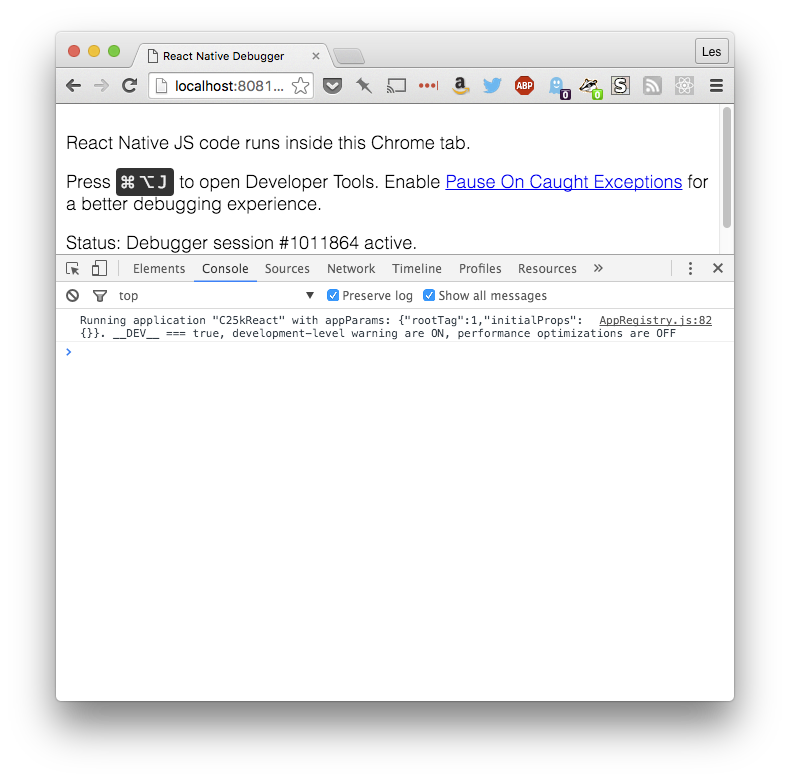 React Native Debugger
Les
localhost:8081...
ABP
0
0
S
React Native JS code runs inside this Chrome tab.
Press ⌘⌥J to open Developer Tools. Enable Pause On Caught Exceptions for
a better debugging experience.
Status: Debugger session #1011864 active.
Elements Console Sources Network Timeline Profiles Resources »
top Preserve log Show all messages
Running application "C25kReact" with appParams: {"rootTag":1,"initialProps": AppRegistry.js:82
{}}. __DEV__ === true, development-level warning are ON, performance optimizations are OFF